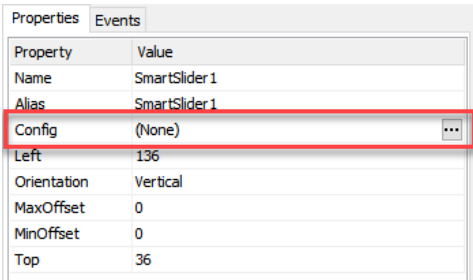 Properties Events
Property Value
Name SmartSlider1
Alias SmartSlider1
Config (None) ...
Left 136
Orientation Vertical
MaxOffset 0
MinOffset 0
Top 36